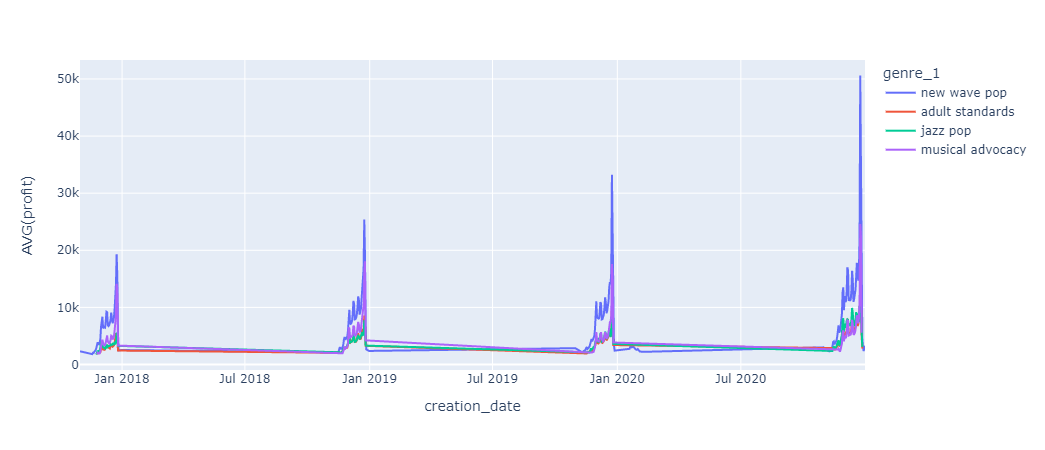 genre_1
new wave pop
adult standards
jazz pop
musical advocacy
AVG(profit)
50k
40k
30k
20k
10k
0
Jan 2018
Jul 2018
Jan 2019
Jul 2019
Jan 2020
Jul 2020
creation_date